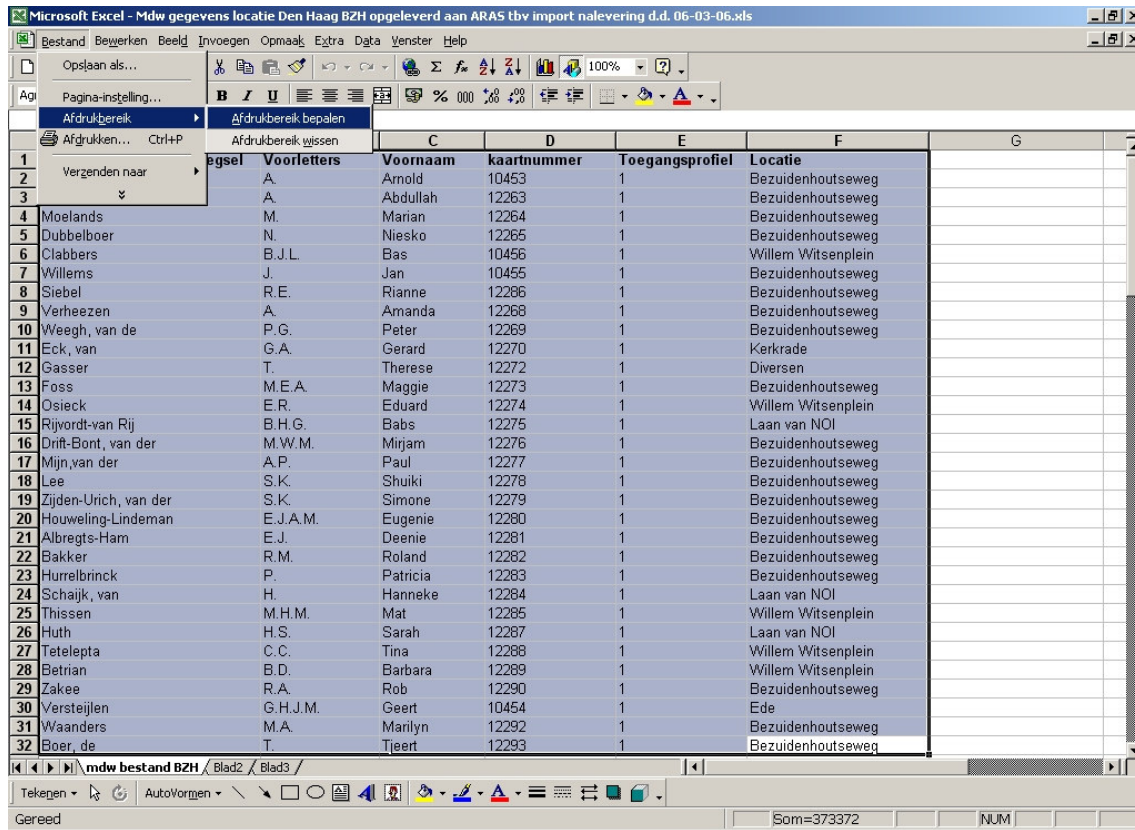 Microsoft Excel - Mdw gegevens locatie Den Haag BZH opgeleverd aan ARAS tbv import nalevering d.d. 06-03-06.xls
Bestand Bewerken Beeld Invoegen Opmaak Extra Data Venster Help
Opslaan als...
100%
Pagina-instelling...
B I U % 000
Afdrukbereik Afdrukbereik bepalen
Afdrukken... Ctrl+P Afdrukbereik wissen
Verzenden naar
C D E F G
1 egsel Voorletters Voornaam kaartnummer Toegangsprofiel Locatie
2 A. Arnold 10453 1 Bezuidenhoutseweg
3 A. Abdullah 12263 1 Bezuidenhoutseweg
4 Moelands M. Marian 12264 1 Bezuidenhoutseweg
5 Dubbelboer N. Niesko 12265 1 Bezuidenhoutseweg
6 Clabbers B.J.L. Bas 10456 1 Willem Witsenplein
7 Willems J. Jan 10455 1 Bezuidenhoutseweg
8 Siebel R.E. Rianne 12286 1 Bezuidenhoutseweg
9 Verheezen A. Amanda 12268 1 Bezuidenhoutseweg
10 Weegh, van de P.G. Peter 12269 1 Bezuidenhoutseweg
11 Eck, van G.A. Gerard 12270 1 Kerkrade
12 Gasser T. Therese 12272 1 Diversen
13 Foss M.E.A. Maggie 12273 1 Bezuidenhoutseweg
14 Osieck E.R. Eduard 12274 1 Willem Witsenplein
15 Rijvordt-van Rij B.H.G. Babs 12275 1 Laan van NOI
16 Drift-Bont, van der M.W.M. Mirjam 12276 1 Bezuidenhoutseweg
17 Mijn,van der A.P. Paul 12277 1 Bezuidenhoutseweg
18 Lee S.K. Shuiki 12278 1 Bezuidenhoutseweg
19 Zijden-Urich, van der S.K. Simone 12279 1 Bezuidenhoutseweg
20 Houweling-Lindeman E.J.A.M. Eugenie 12280 1 Bezuidenhoutseweg
21 Albregts-Ham E.J. Deenie 12281 1 Bezuidenhoutseweg
22 Bakker R.M. Roland 12282 1 Bezuidenhoutseweg
23 Hurrelbrinck P. Patricia 12283 1 Bezuidenhoutseweg
24 Schaijk, van H. Hanneke 12284 1 Laan van NOI
25 Thissen M.H.M. Mat 12285 1 Willem Witsenplein
26 Huth H.S. Sarah 12287 1 Laan van NOI
27 Tetelepta C.C. Tina 12288 1 Willem Witsenplein
28 Betrian B.D. Barbara 12289 1 Willem Witsenplein
29 Zakee R.A. Rob 12290 1 Bezuidenhoutseweg
30 Versteijlen G.H.J.M. Geert 10454 1 Ede
31 Waanders M.A. Marilyn 12292 1 Bezuidenhoutseweg
32 Boer, de T. Tjeert 12293 1 Bezuidenhoutseweg
mdw bestand BZH Blad2 Blad3
Tekenen AutoVormen
Gereed Som=373372 NUM